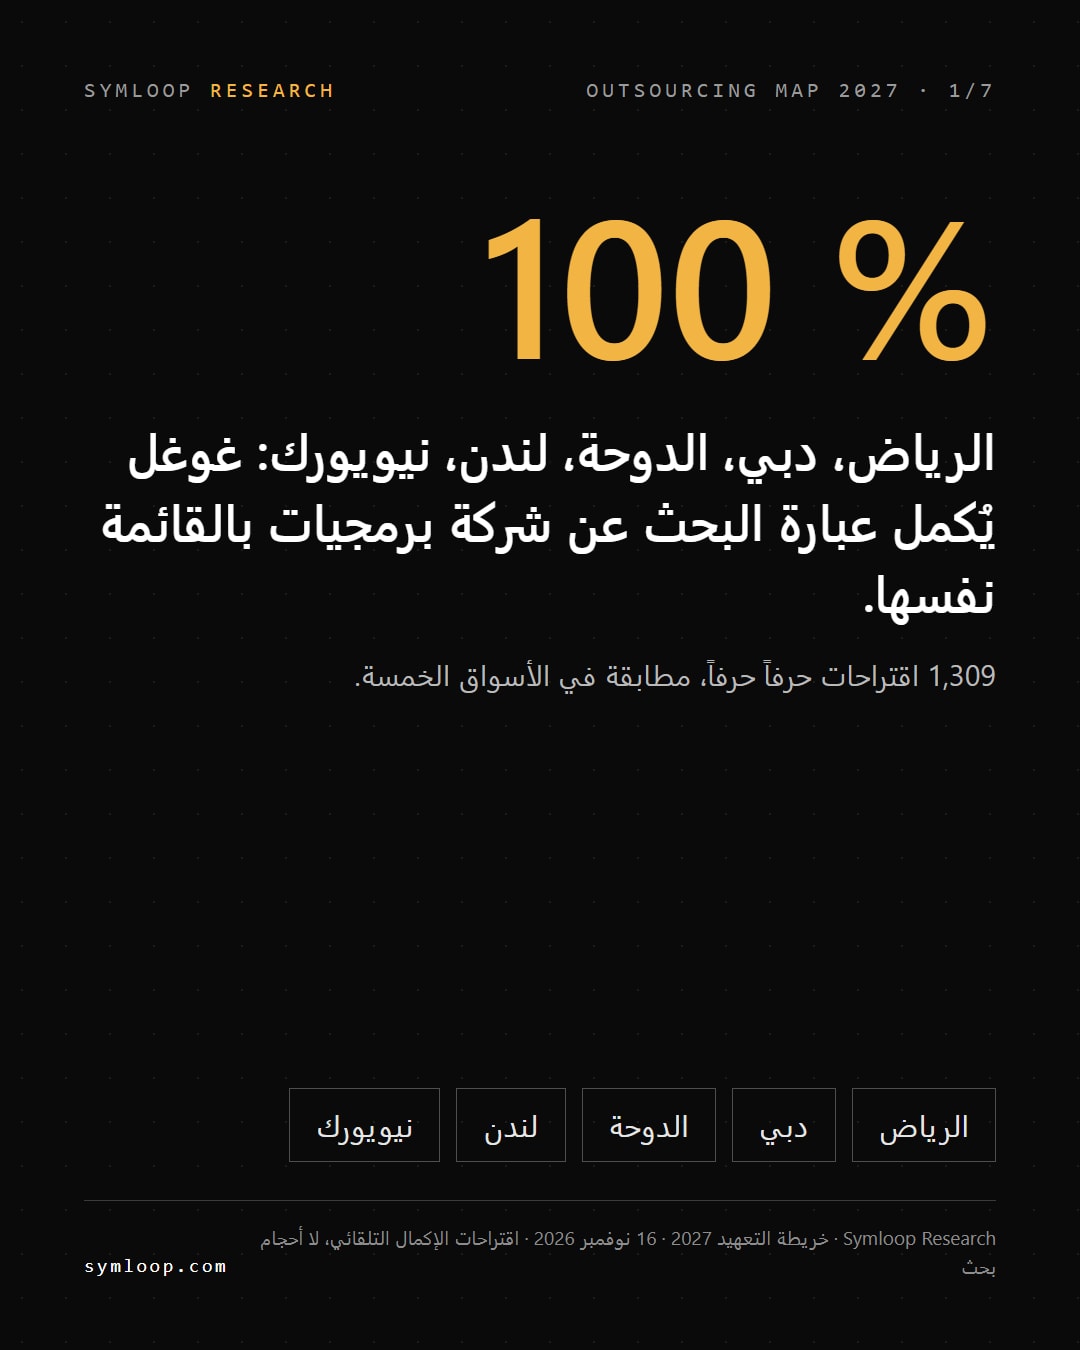 SYMLOOP RESEARCH
OUTSOURCING MAP 2027 · 1/7
100 %
الرياض، دبي، الدوحة، لندن، نيويورك: غوغل
يُكمل عبارة البحث عن شركة برمجيات بالقائمة
نفسها.
1,309 اقتراحات حرفاً حرفاً، مطابقة في الأسواق الخمسة.
الرياض
دبي
الدوحة
لندن
نيويورك
Symloop Research · خريطة التعهيد 2027 · 16 نوفمبر 2026 · اقتراحات الإكمال التلقائي، لا أحجام
بحث
symloop.com